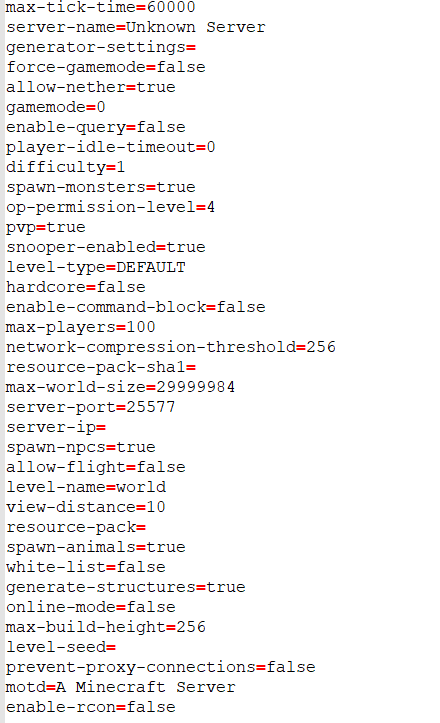 max-tick-time=60000
server-name=Unknown Server
generator-settings=
force-gamemode=false
allow-nether=true
gamemode=0
enable-query=false
player-idle-timeout=0
difficulty=1
spawn-monsters=true
op-permission-level=4
pvp=true
snooper-enabled=true
level-type=DEFAULT
hardcore=false
enable-command-block=false
max-players=100
network-compression-threshold=256
resource-pack-sha1=
max-world-size=29999984
server-port=25577
server-ip=
spawn-npcs=true
allow-flight=false
level-name=world
view-distance=10
resource-pack=
spawn-animals=true
white-list=false
generate-structures=true
online-mode=false
max-build-height=256
level-seed=
prevent-proxy-connections=false
motd=A Minecraft Server
enable-rcon=false